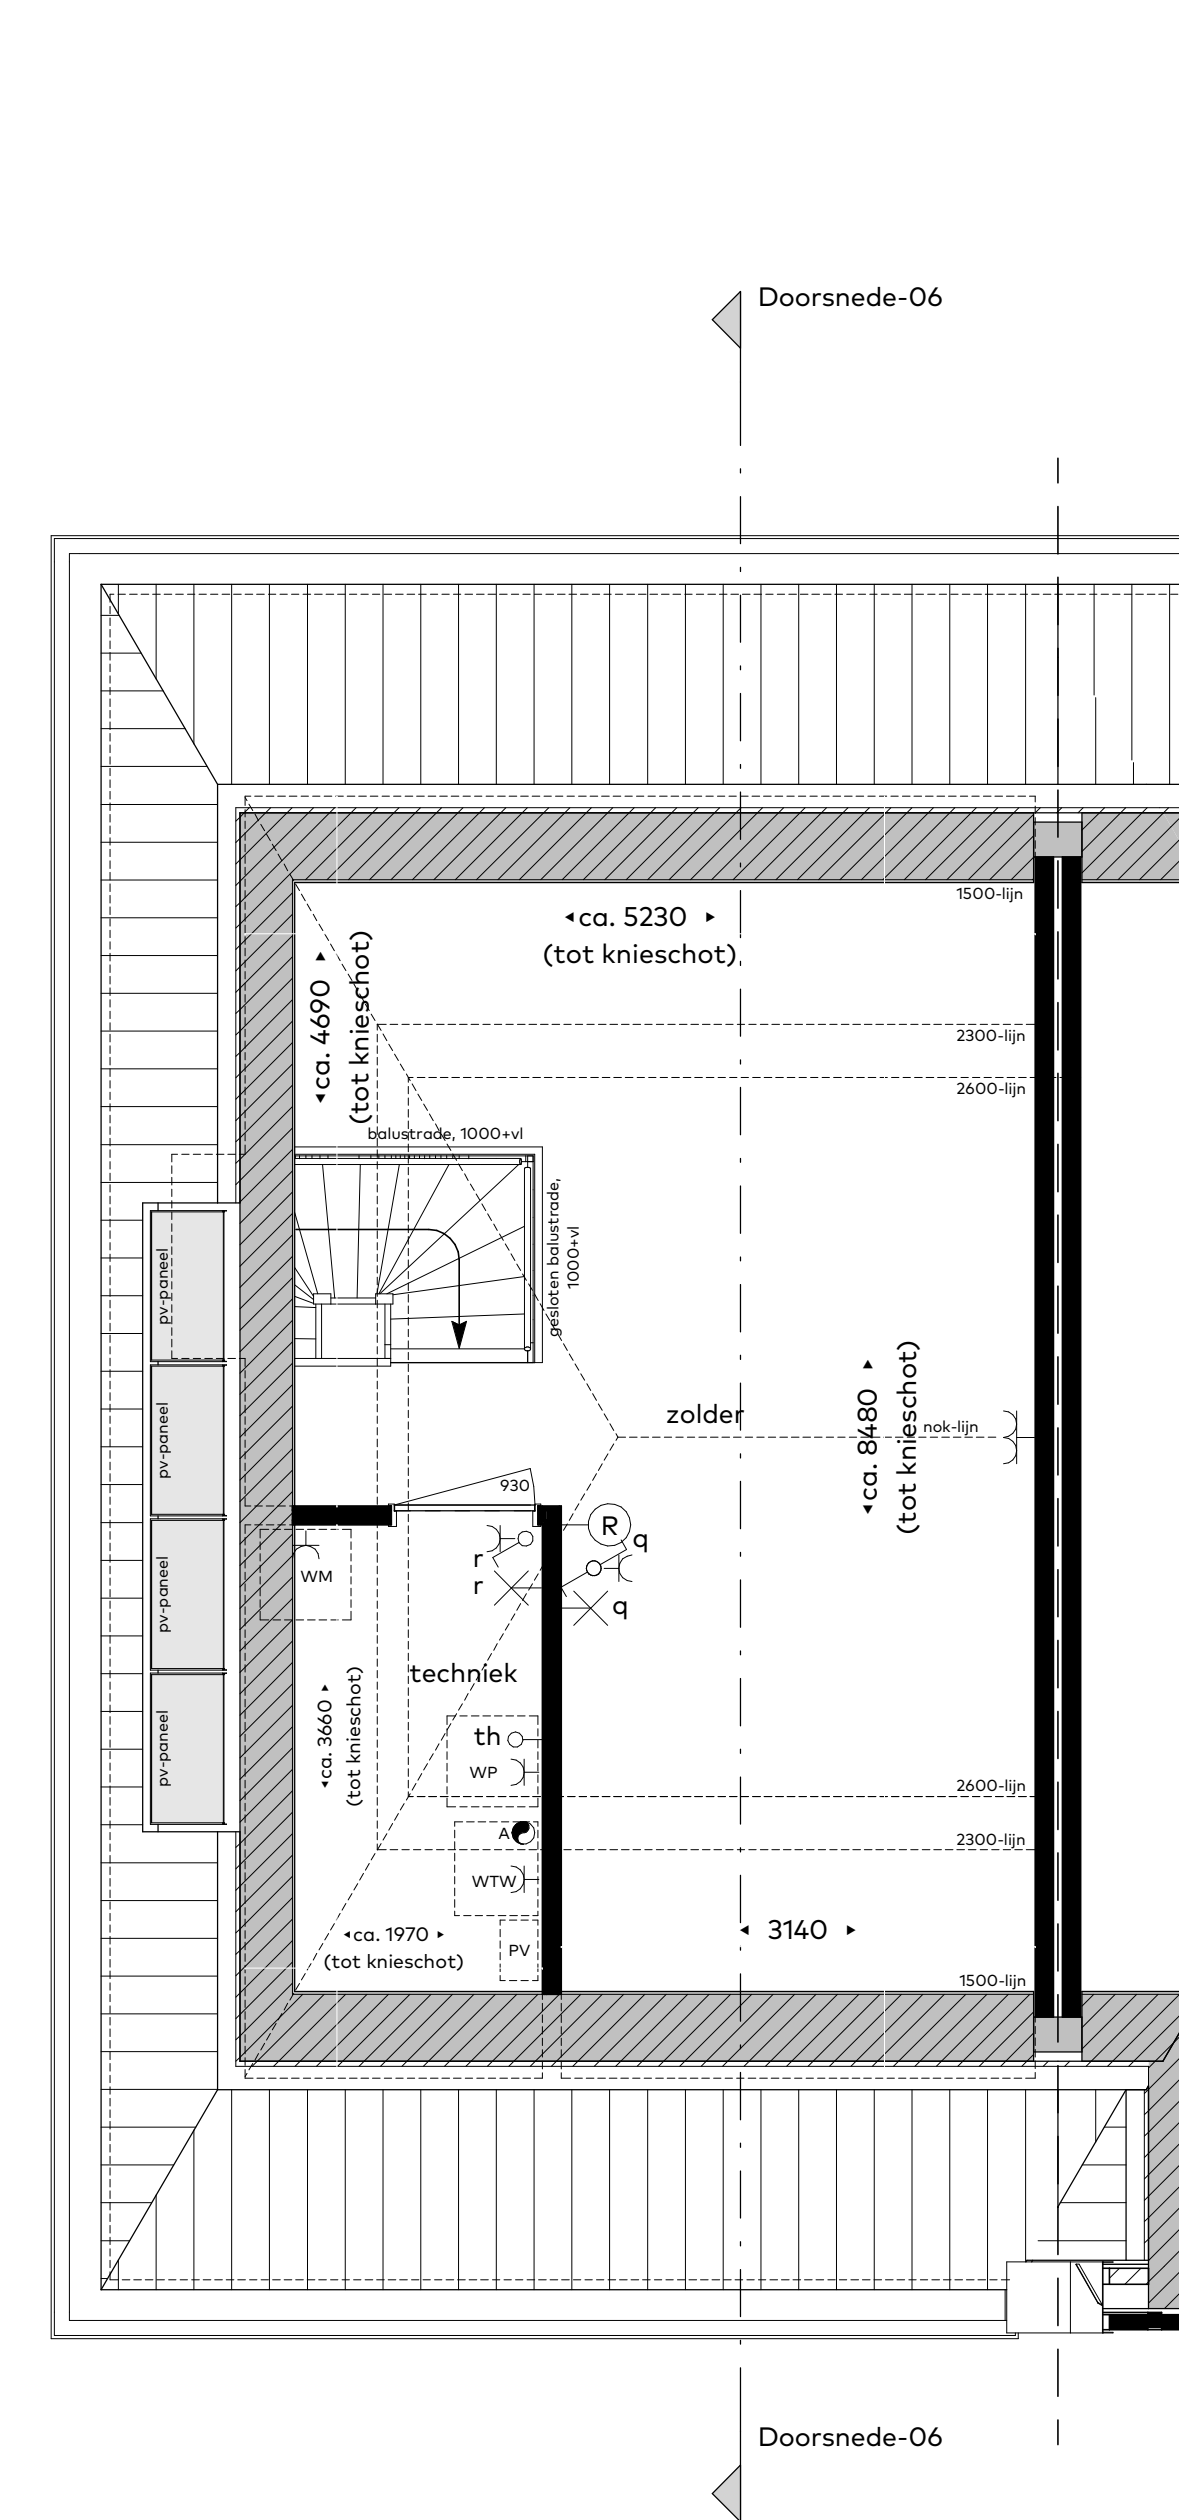 Doorsnede-06
1500-lijn
ca. 5230
(tot knieschot)
ca. 4690
(tot knieschot)
2300-lijn
2600-lijn
balustrade, 1000+vl
gesloten balustrade,
1000+vl
pv-paneel
pv-paneel
pv-paneel
pv-paneel
zolder
ca. 8480
(tot knieschot)
nok-lijn
930
R
q
r
r
q
WM
techniek
ca. 3660
(tot knieschot)
th
WP
2600-lijn
A
2300-lijn
WTW
ca. 1970
(tot knieschot)
PV
3140
1500-lijn
Doorsnede-06